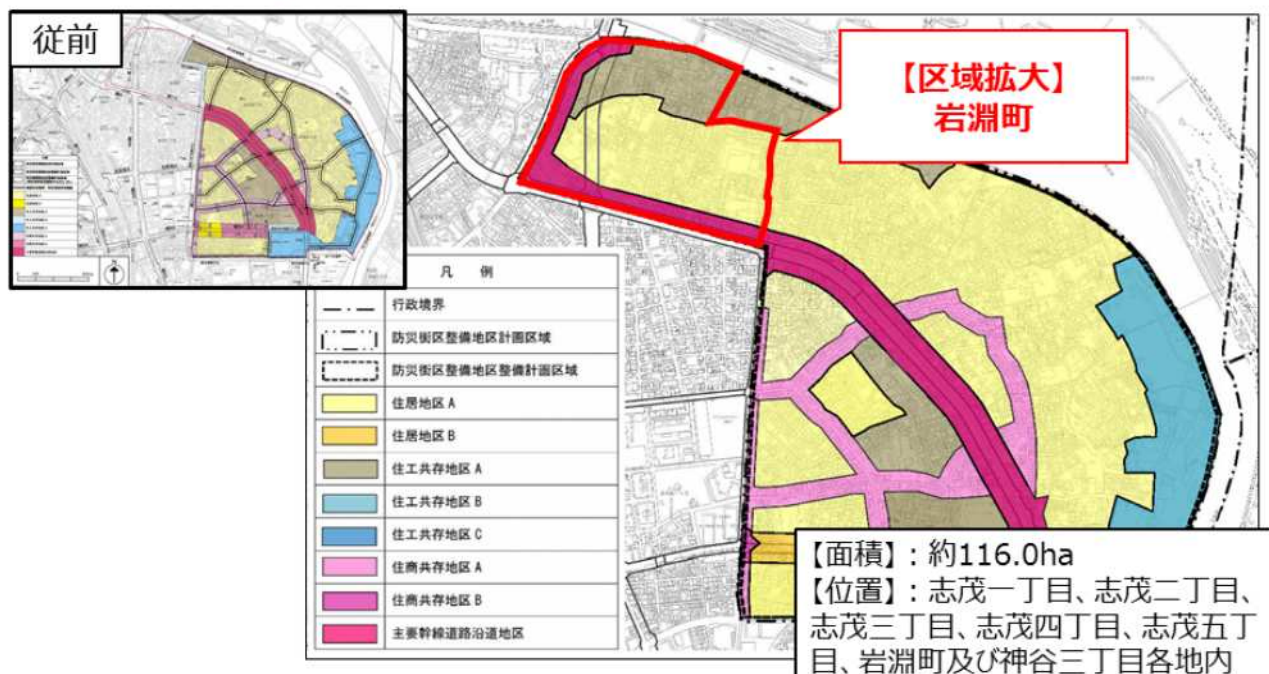 従前
【区域拡大】
岩淵町
凡 例
行政境界
防災街区整備地区計画区域
防災街区整備地区整備計画区域
住居地区 A
住居地区 B
住工共存地区 A
住工共存地区 B
住工共存地区 C
住商共存地区 A
住商共存地区 B
主要幹線道路沿道地区
【面積】：約116.0ha
【位置】：志茂一丁目、志茂二丁目、
志茂三丁目、志茂四丁目、志茂五丁
目、岩淵町及び神谷三丁目各地内